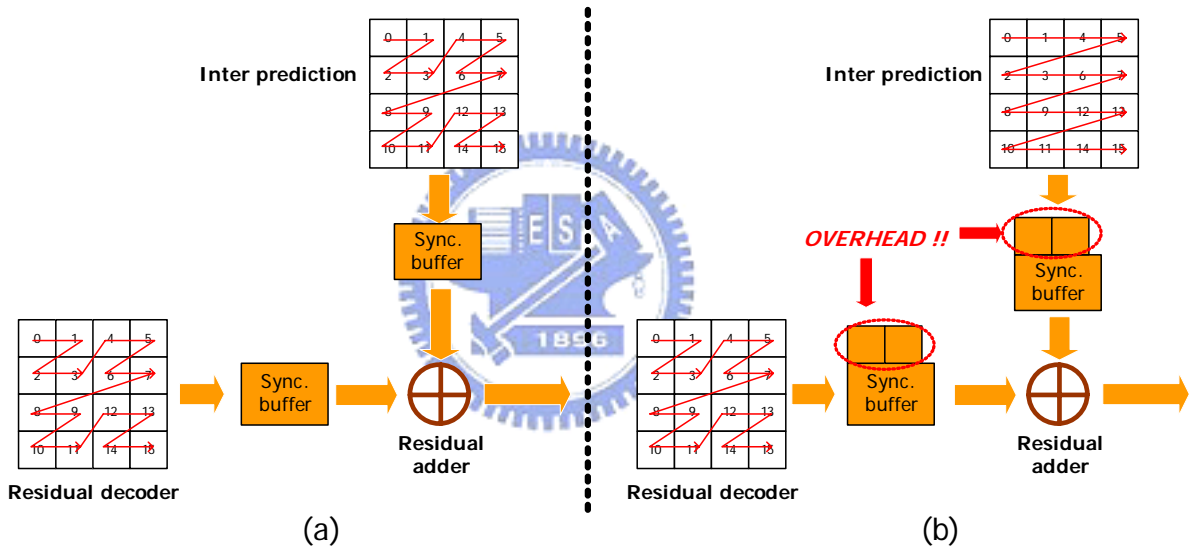 Inter prediction
0 1 4 5
2 3 6 7
8 9 12 13
10 11 14 15
Sync.
buffer
0 1 4 5
2 3 6 7
8 9 12 13
10 11 14 15
Residual decoder
Sync.
buffer
Residual
adder
(a)
Inter prediction
0 1 4 5
2 3 6 7
8 9 12 13
10 11 14 15
OVERHEAD !!
Sync.
buffer
0 1 4 5
2 3 6 7
8 9 12 13
10 11 14 15
Residual decoder
Sync.
buffer
Residual
adder
(b)
E S A
1896